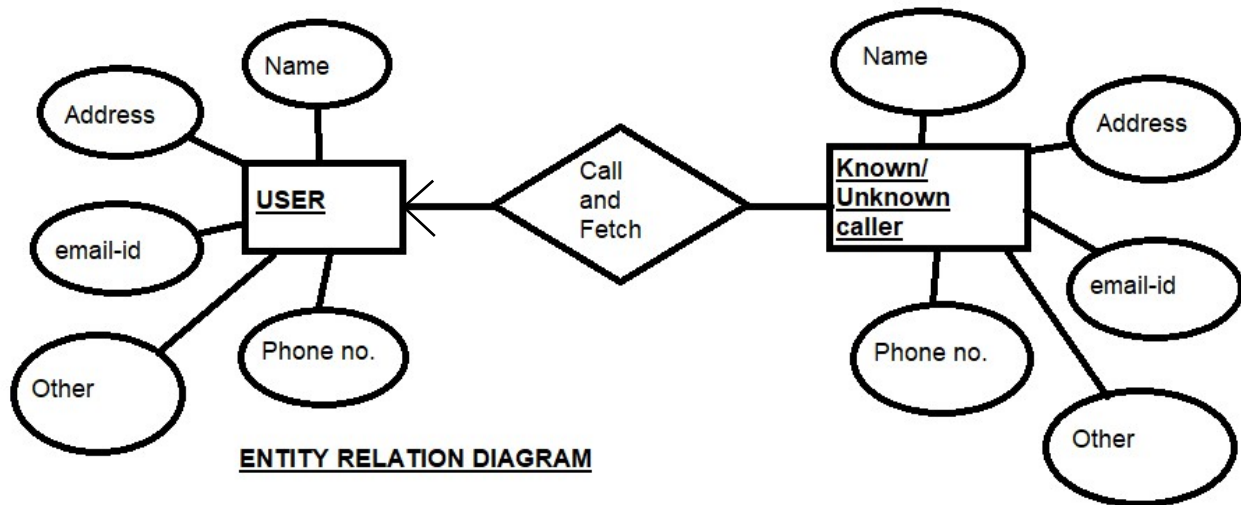 Name
Address
USER
email-id
Other
Phone no.
Call
and
Fetch
Name
Address
Known/
Unknown
caller
email-id
Phone no.
Other
ENTITY RELATION DIAGRAM